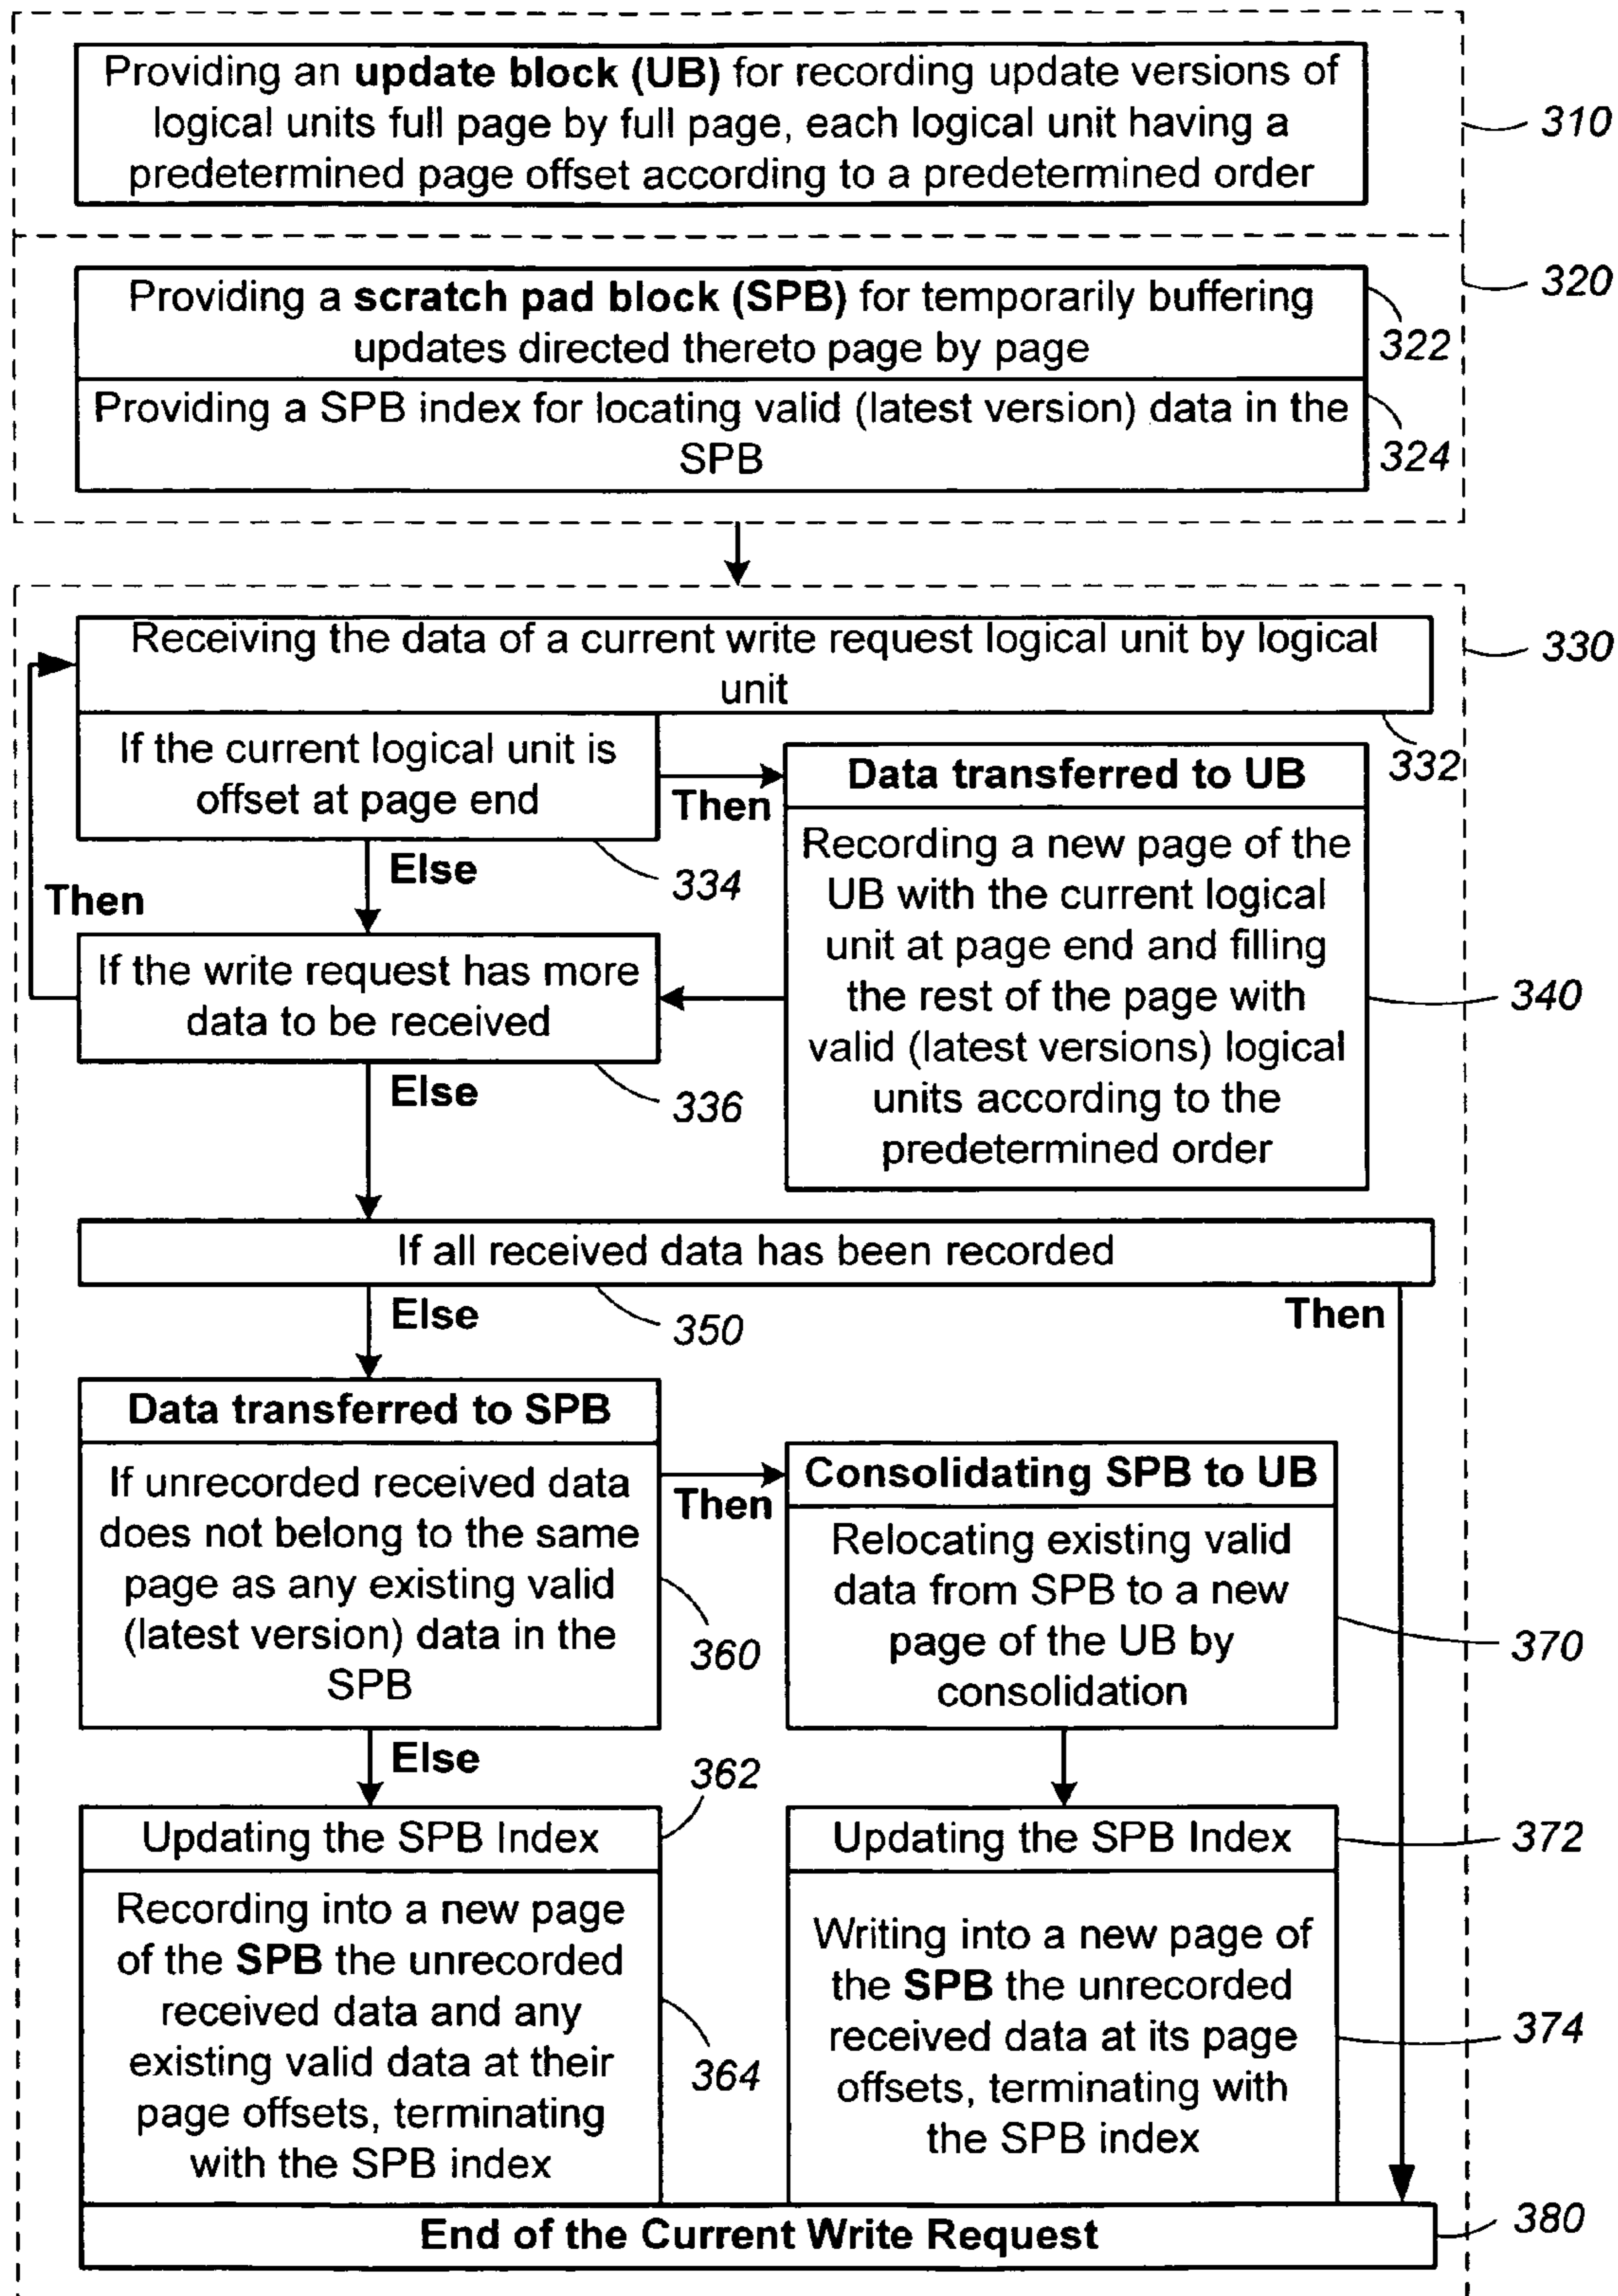 Providing an update block (UB) for recording update versions of
logical units full page by full page, each logical unit having a
predetermined page offset according to a predetermined order
310
Providing a scratch pad block (SPB) for temporarily buffering
updates directed thereto page by page
320
322
Providing a SPB index for locating valid (latest version) data in the
SPB
324
Receiving the data of a current write request logical unit by logical
unit
330
332
If the current logical unit is
offset at page end
Then
334
Else
Data transferred to UB
Recording a new page of the
UB with the current logical
unit at page end and filling
the rest of the page with
valid (latest versions) logical
units according to the
predetermined order
340
Then
If the write request has more
data to be received
336
Else
If all received data has been recorded
350
Else
Then
Data transferred to SPB
If unrecorded received data
does not belong to the same
page as any existing valid
(latest version) data in the
SPB
Then
360
Else
Consolidating SPB to UB
Relocating existing valid
data from SPB to a new
page of the UB by
consolidation
370
362
Updating the SPB Index
Recording into a new page
of the SPB the unrecorded
received data and any
existing valid data at their
page offsets, terminating
with the SPB index
364
Updating the SPB Index
372
Writing into a new page of
the SPB the unrecorded
received data at its page
offsets, terminating with
the SPB index
374
End of the Current Write Request
380